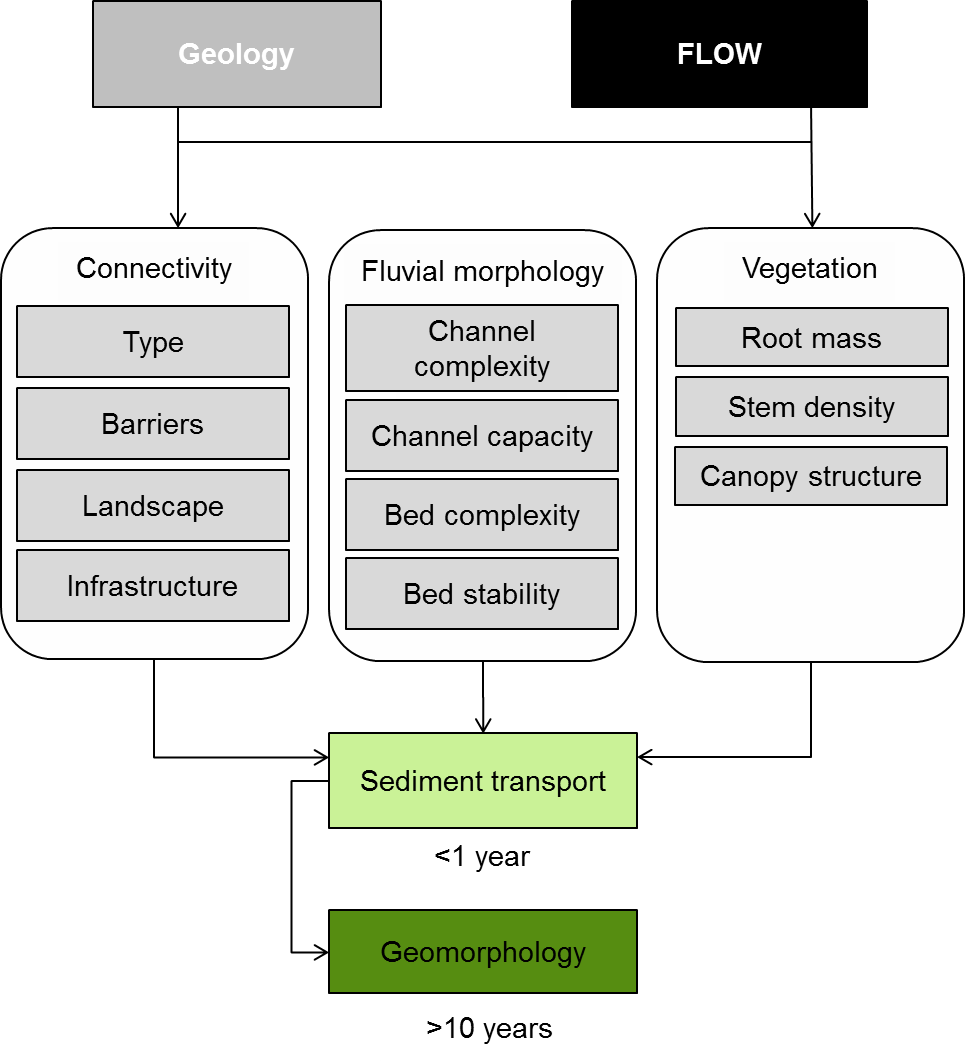 Geology
FLOW
Connectivity
Type
Barriers
Landscape
Infrastructure
Fluvial morphology
Channel
complexity
Channel capacity
Bed complexity
Bed stability
Vegetation
Root mass
Stem density
Canopy structure
Sediment transport
<1 year
Geomorphology
>10 years